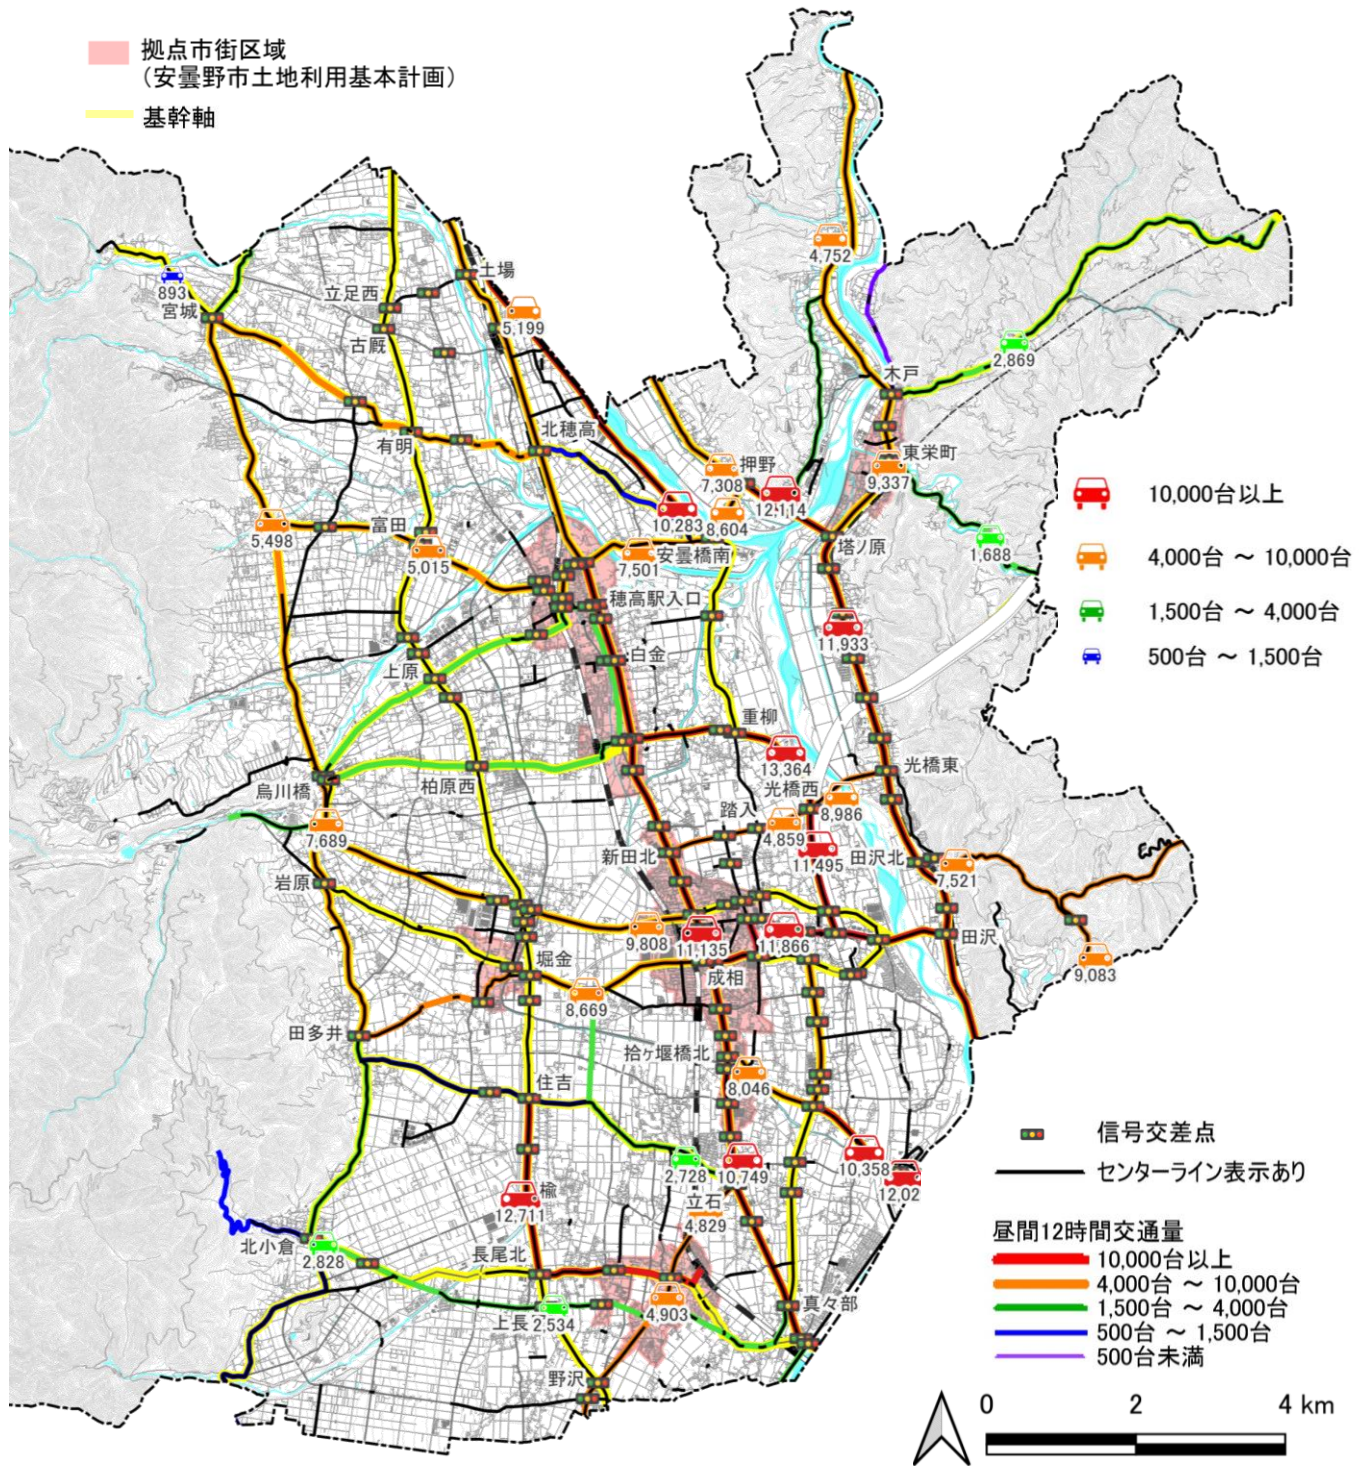 拠点市街区域
（安曇野市土地利用基本計画）
基幹軸
4,752
土場
893
宮城
立足西
5,199
古厩
2,869
木戸
北穂高
有明
押野
東栄町
7,308
9,337
10,000台以上
12,114
10,283
8,604
富田
5,498
塔ノ原
安曇橋南
4,000台 ～ 10,000台
5,015
7,501
1,688
穂高駅入口
1,500台 ～ 4,000台
11,933
白金
500台 ～ 1,500台
上原
重柳
13,364
光橋東
烏川橋
柏原西
光橋西
踏入
8,986
7,689
4,859
新田北
11,495
田沢北
7,521
岩原
9,808
11,135
11,866
田沢
堀金
成相
9,083
8,669
田多井
拾ヶ堰橋北
8,046
住吉
信号交差点
10,358
センターライン表示あり
2,728
10,749
12,02
楡
12,711
立石
4,829
昼間12時間交通量
北小倉
2,828
長尾北
10,000台以上
4,000台 ～ 10,000台
真々部
1,500台 ～ 4,000台
上長
2,534
4,903
500台 ～ 1,500台
500台未満
野沢
0 2 4 km